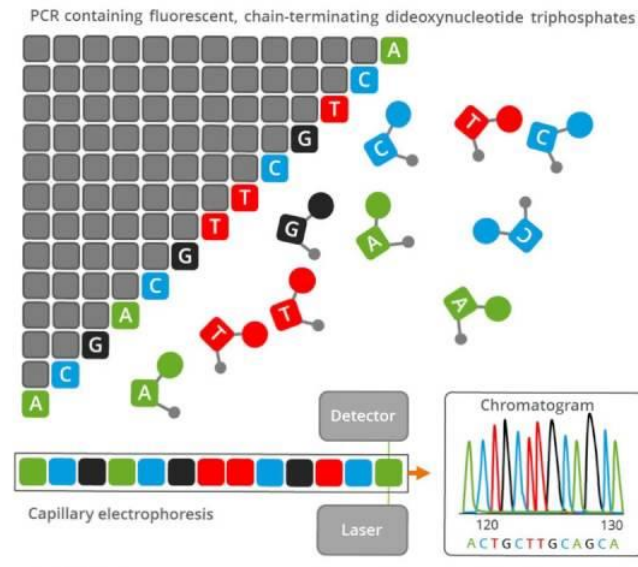 PCR containing fluorescent, chain-terminating dideoxynucleotide triphosphates
A
C
T
G
C
T
T
G
C
A
G
C
A
C
T
C
G
A
C
A
T
T
A
Detector
Laser
Capillary electrophoresis
Chromatogram
120 130
ACTGCTTGCAGCA